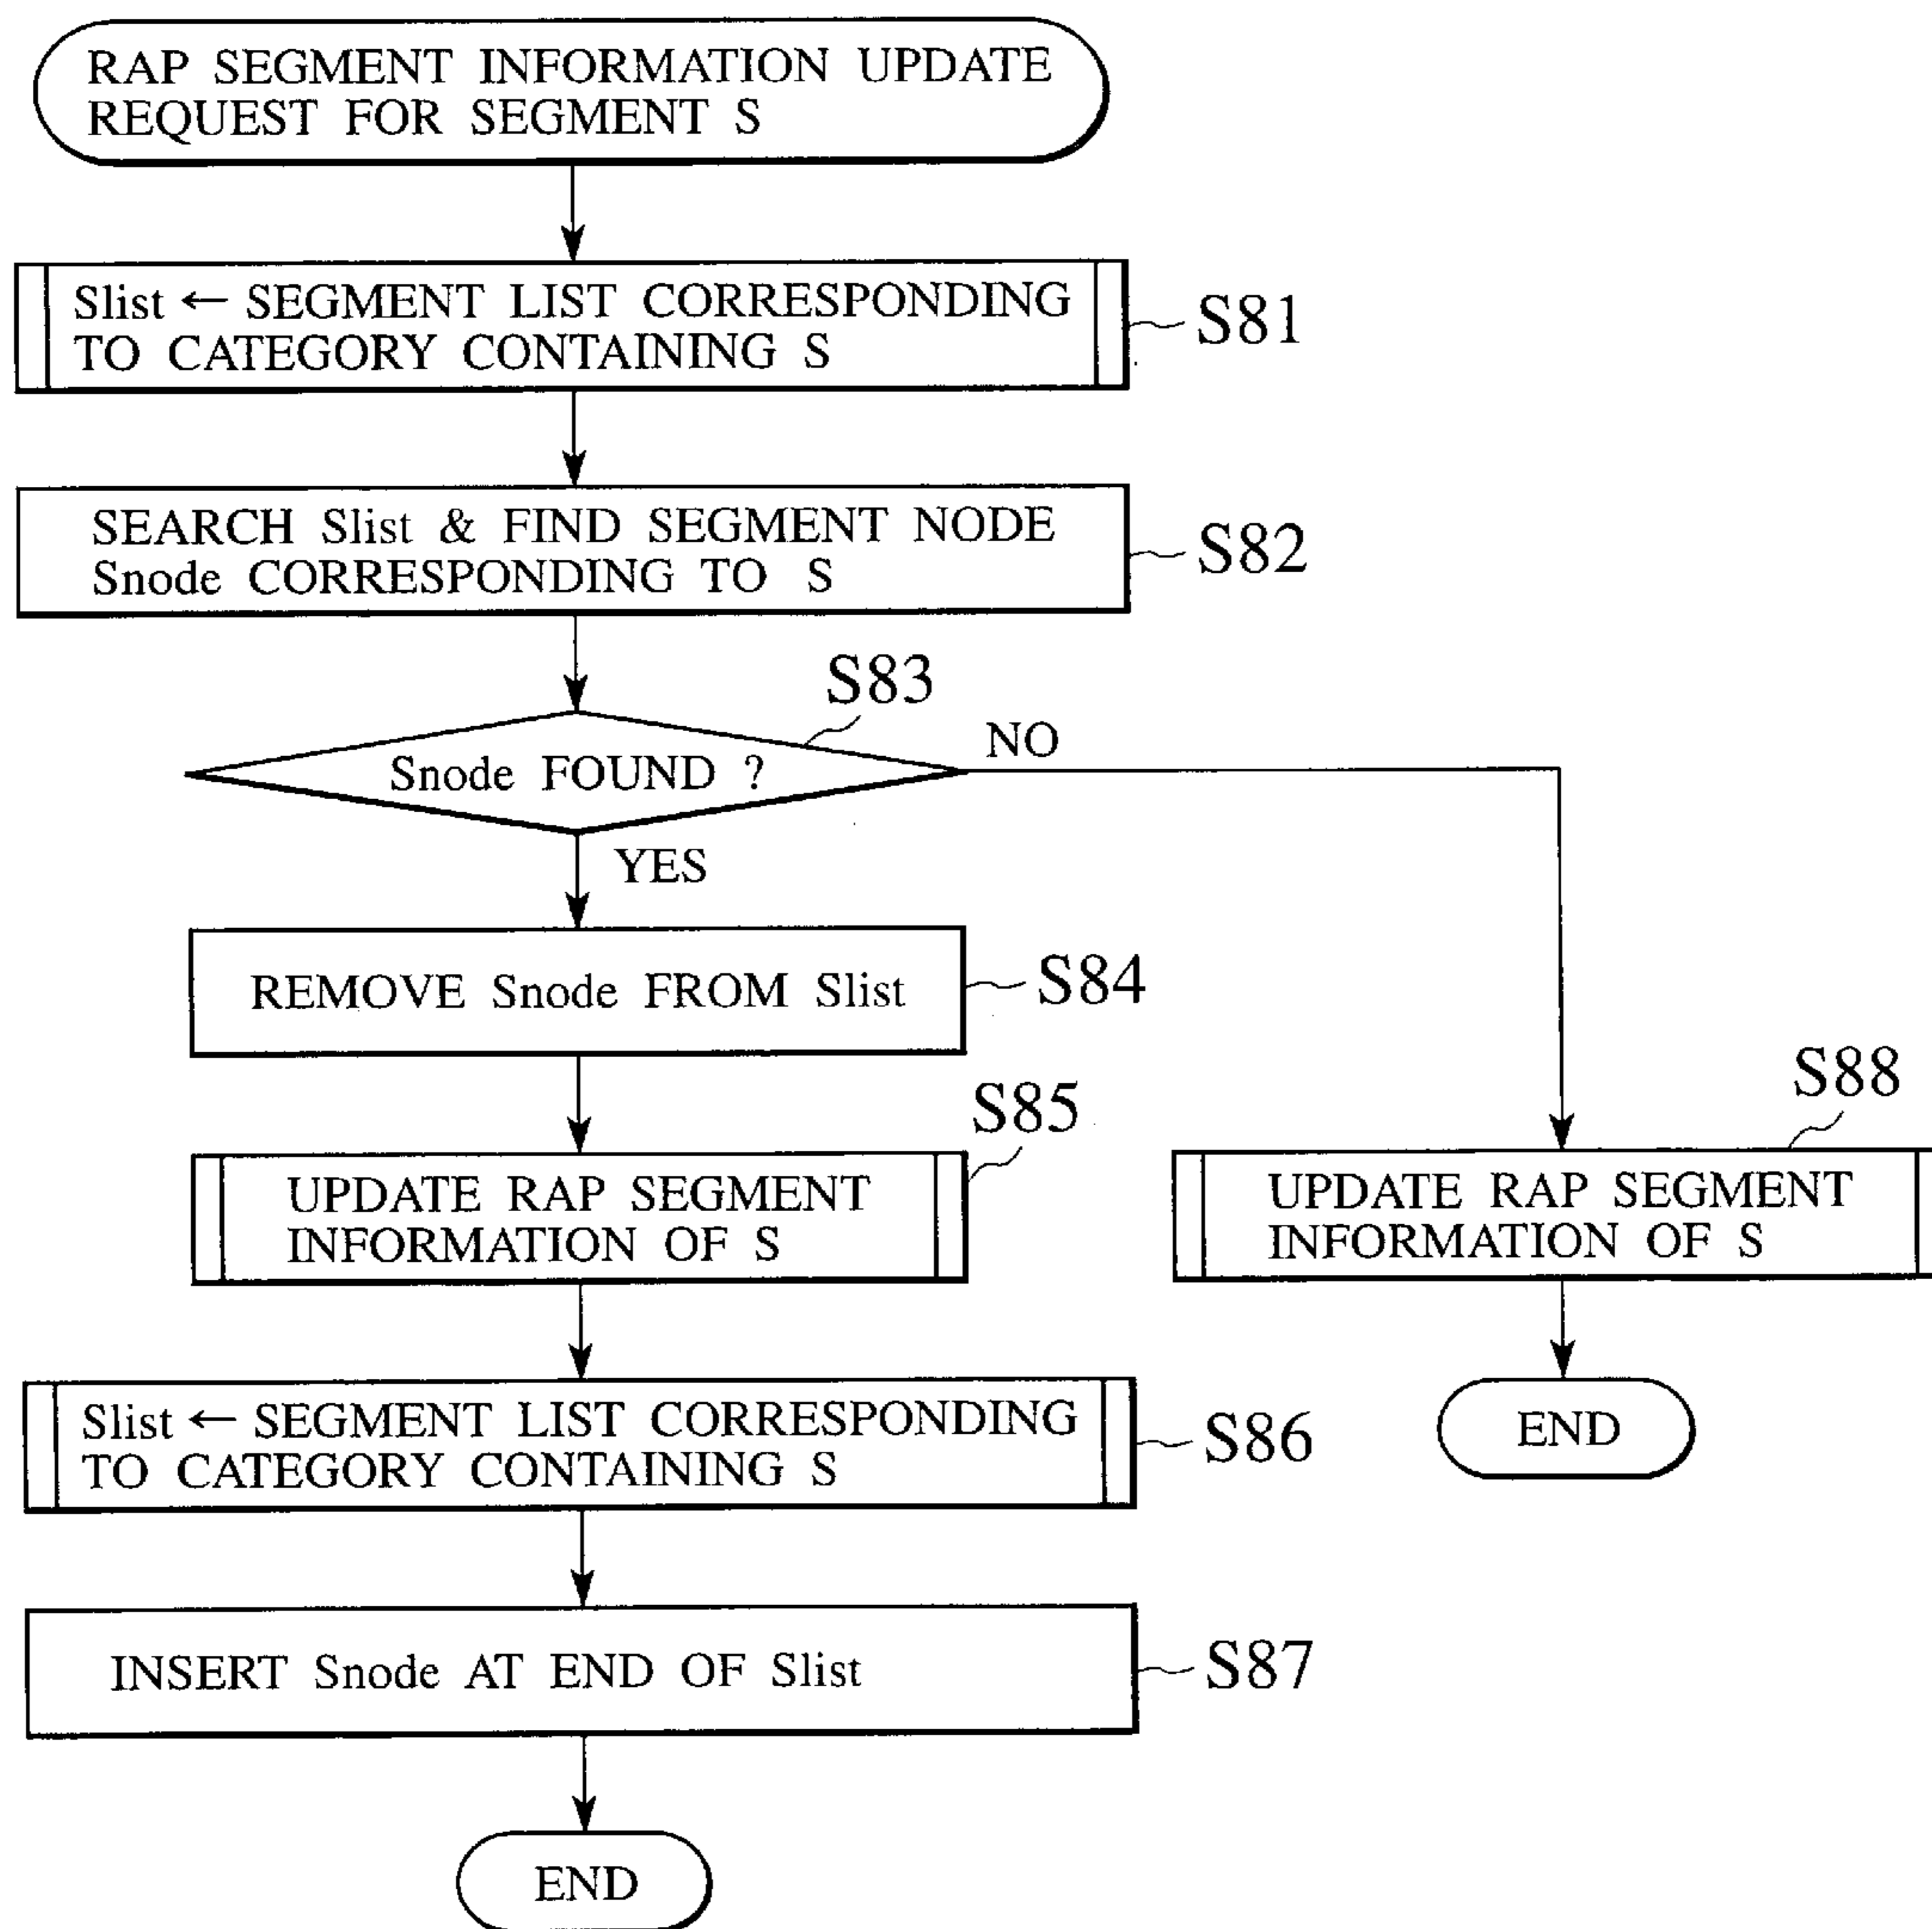 RAP SEGMENT INFORMATION UPDATE
REQUEST FOR SEGMENT S
Slist ← SEGMENT LIST CORRESPONDING
TO CATEGORY CONTAINING S
S81
SEARCH Slist & FIND SEGMENT NODE
Snode CORRESPONDING TO S
S82
S83
Snode FOUND ?
NO
YES
REMOVE Snode FROM Slist
S84
S85
UPDATE RAP SEGMENT
INFORMATION OF S
S88
UPDATE RAP SEGMENT
INFORMATION OF S
Slist ← SEGMENT LIST CORRESPONDING
TO CATEGORY CONTAINING S
S86
END
INSERT Snode AT END OF Slist
S87
END